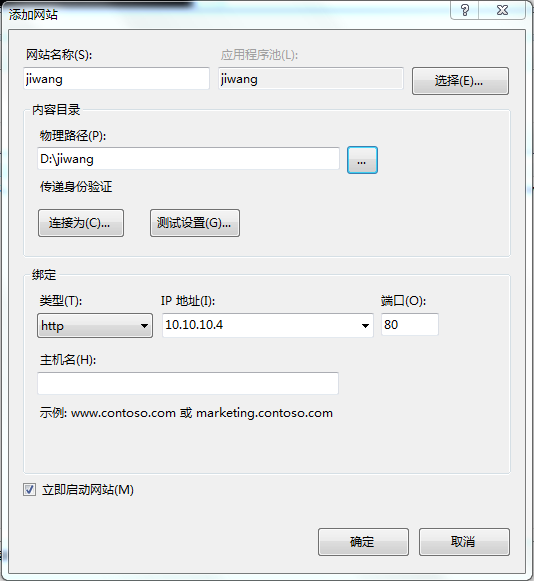 添加网站
网站名称(S): 应用程序池(L):
jiwang jiwang 选择(E)...
内容目录
物理路径(P):
D:\jiwang ...
传递身份验证
连接为(C)... 测试设置(G)...
绑定
类型(T): IP 地址(I): 端口(O):
http 10.10.10.4 80
主机名(H):
示例: www.contoso.com 或 marketing.contoso.com
立即启动网站(M)
确定 取消